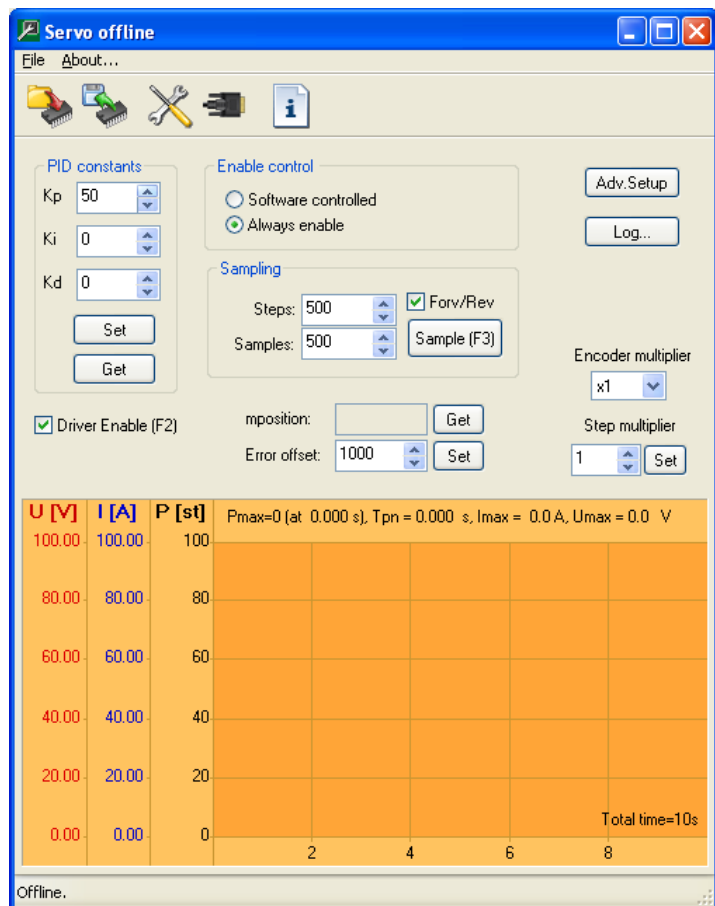 Servo offline
File About...
PID constants
Kp 50
Ki 0
Kd 0
Set
Get
Enable control
Software controlled
Always enable
Adv.Setup
Log...
Sampling
Steps: 500
Forv/Rev
Samples: 500
Sample (F3)
Encoder multiplier
x1
Driver Enable (F2)
mposition:
Get
Error offset: 1000
Set
Step multiplier
1
Set
U [V] I [A] P [st]
Pmax=0 (at 0.000 s), Tpn = 0.000 s, Imax = 0.0 A, Umax = 0.0 V
100.00 100.00 100
80.00 80.00 80
60.00 60.00 60
40.00 40.00 40
20.00 20.00 20
Total time=10s
0.00 0.00 0
2 4 6 8
Offline.